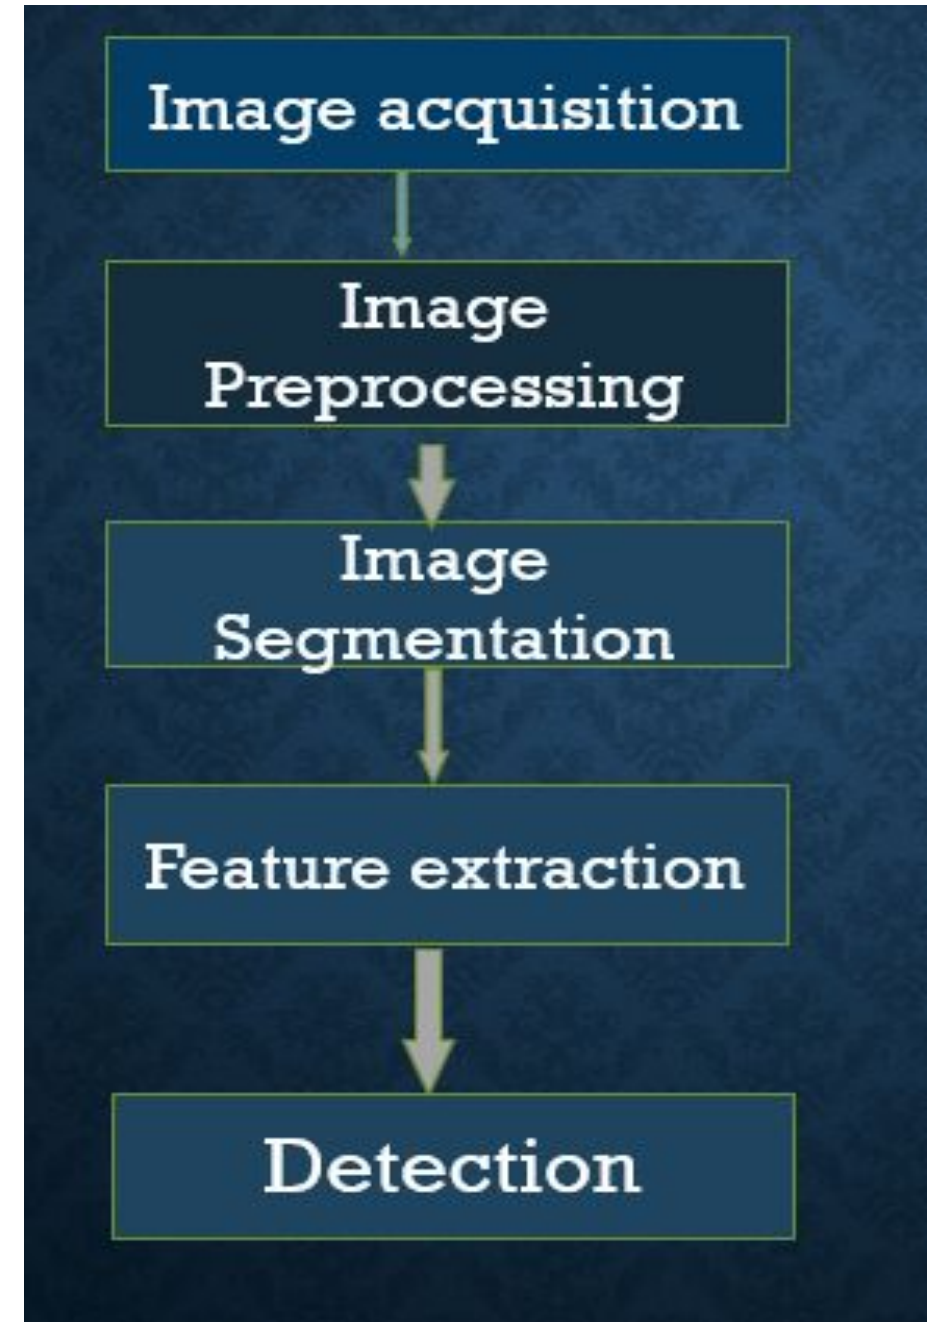 Image acquisition
Image
Preprocessing
Image
Segmentation
Feature extraction
Detection